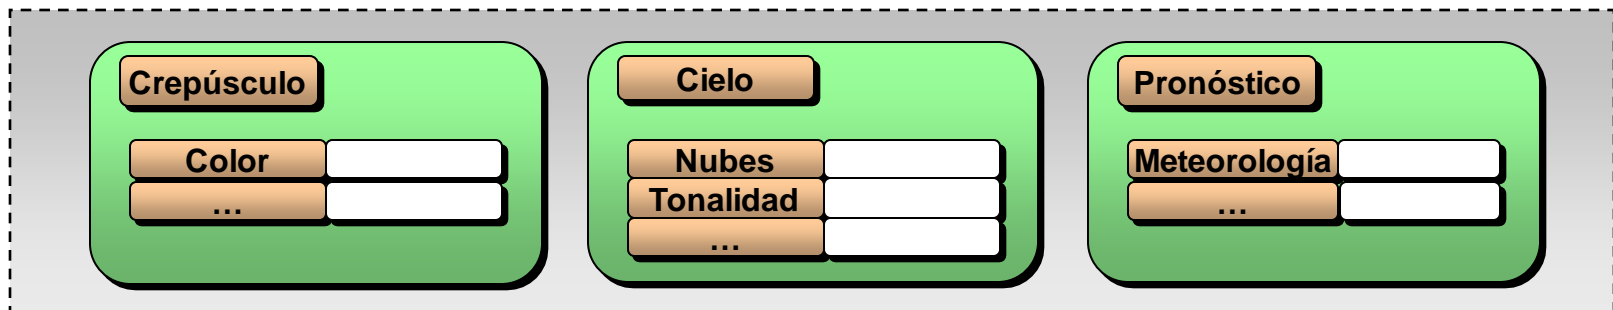 Crepúsculo
Color
...
Cielo
Nubes
Tonalidad
...
Pronóstico
Meteorología
...